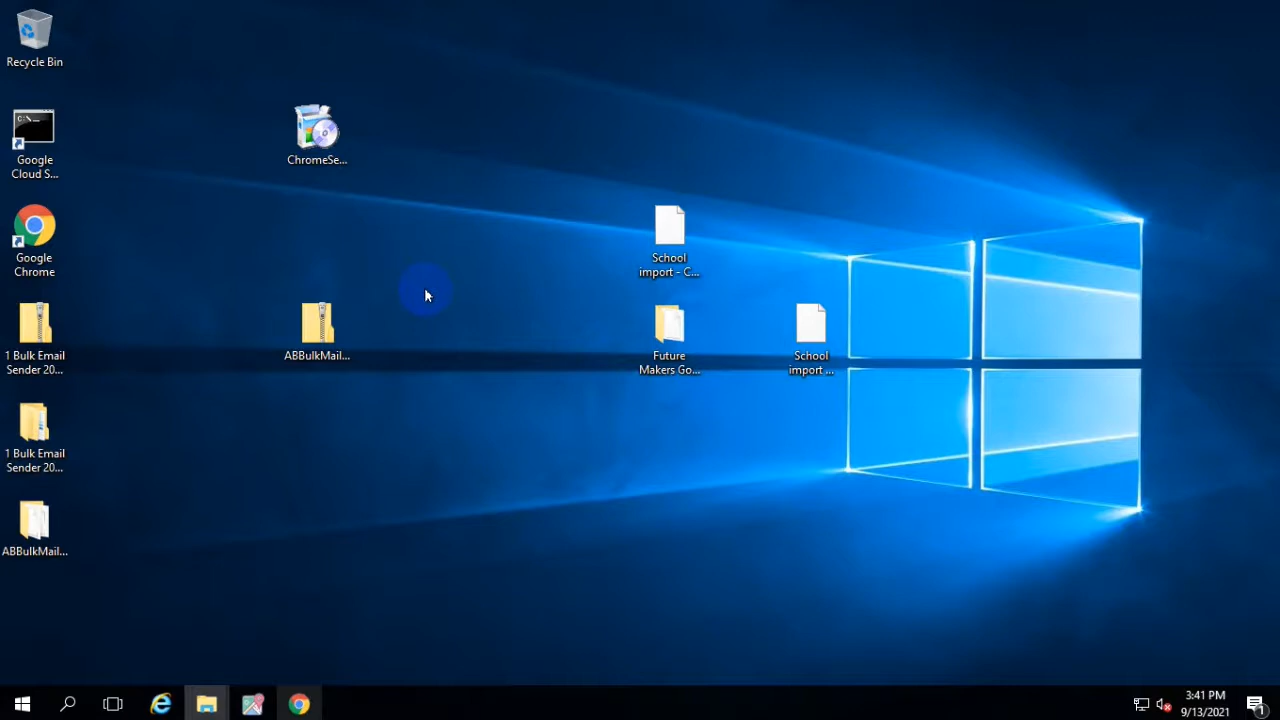 Recycle Bin
Google
Cloud S...
Google
Chrome
1 Bulk Email
Sender 20...
1 Bulk Email
Sender 20...
ABBulkMail...
ChromeSe...
ABBulkMail...
School
import - C...
Future
Makers Go...
School
import ...
3:41 PM
9/13/2021
1